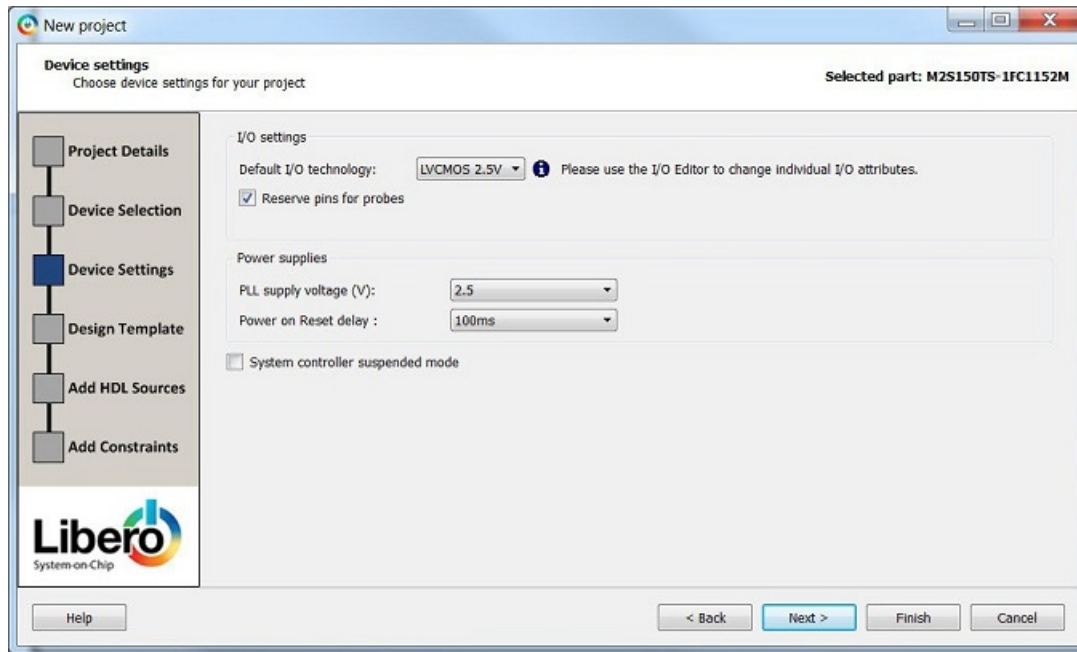 New project
Device settings
Choose device settings for your project
Selected part: M2S150TS-1FC1152M
Project Details
Device Selection
Device Settings
Design Template
Add HDL Sources
Add Constraints
Libero
System-on-Chip
I/O settings
Default I/O technology: LVCMOS 2.5V Please use the I/O Editor to change individual I/O attributes.
Reserve pins for probes
Power supplies
PLL supply voltage (V): 2.5
Power on Reset delay : 100ms
System controller suspended mode
Help < Back Next > Finish Cancel